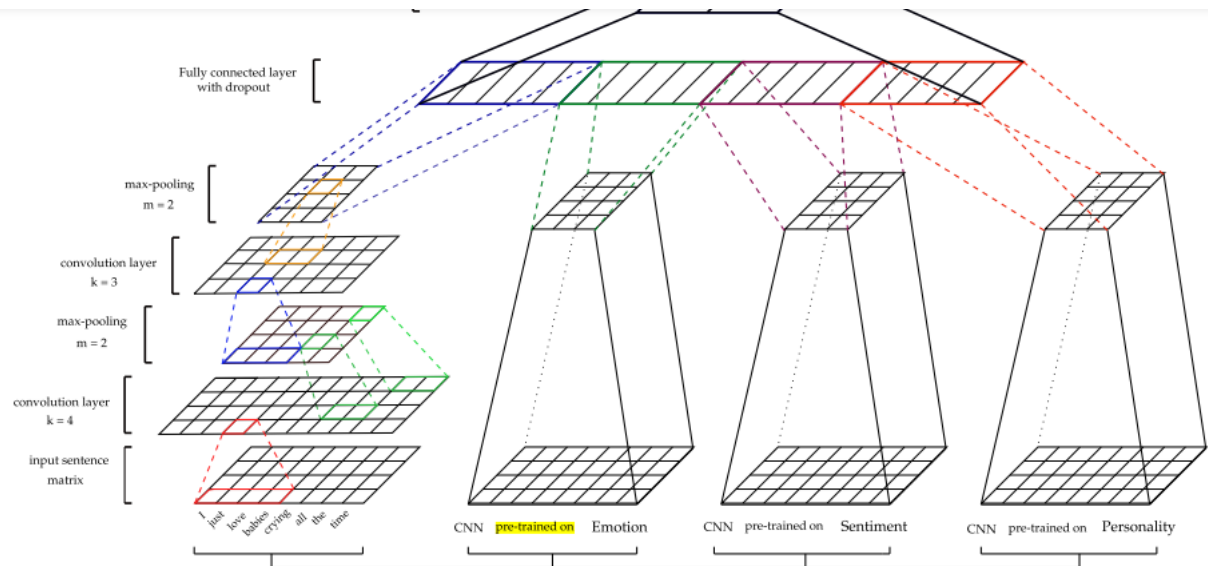 Fully connected layer
with dropout
max-pooling
m = 2
convolution layer
k = 3
max-pooling
m = 2
convolution layer
k = 4
input sentence
matrix
I just love babies crying all the time
CNN pre-trained on Emotion
CNN pre-trained on Sentiment
CNN pre-trained on Personality